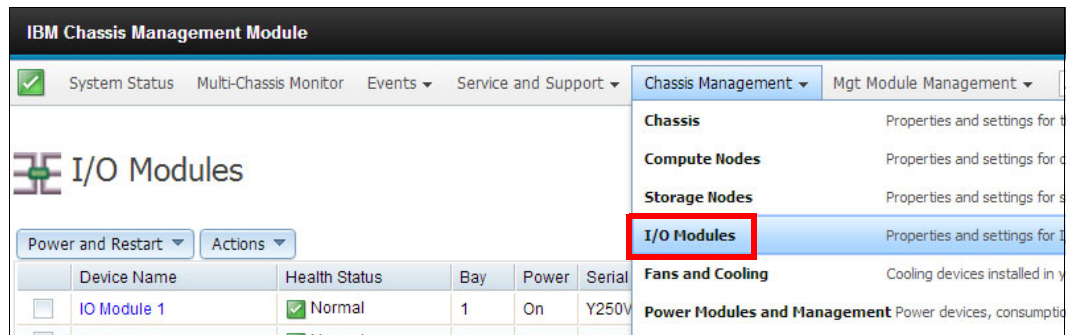 IBM Chassis Management Module
System Status Multi-Chassis Monitor Events Service and Support Chassis Management Mgt Module Management
Chassis Properties and settings for
Compute Nodes Properties and settings for
Storage Nodes Properties and settings for
I/O Modules Properties and settings for
Fans and Cooling Cooling devices installed in
Power Modules and Management Power devices,
I/O Modules
Power and Restart Actions
Device Name Health Status Bay Power Serial
IO Module 1 Normal 1 On Y250V